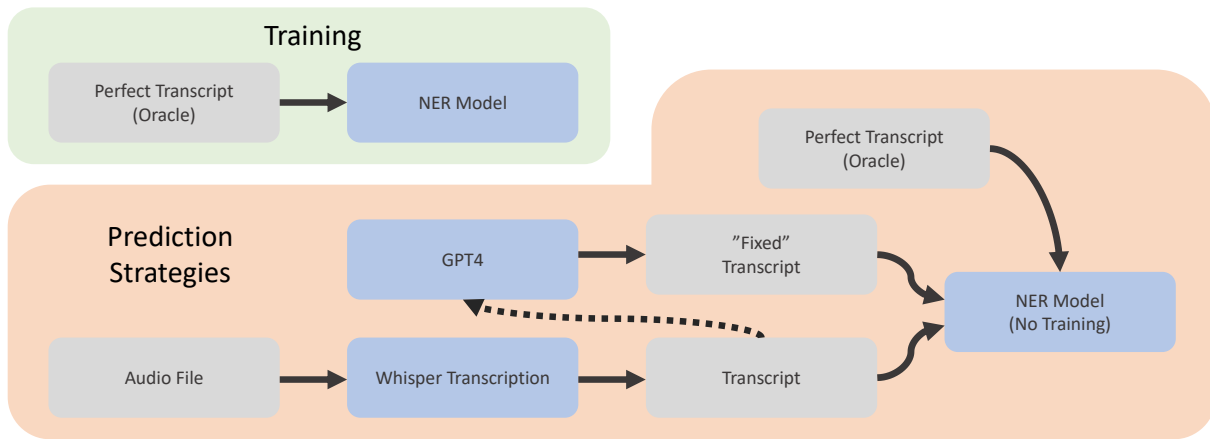 Training
Perfect Transcript
(Oracle)
NER Model
Perfect Transcript
(Oracle)
Prediction
Strategies
GPT4
”Fixed”
Transcript
NER Model
(No Training)
Audio File
Whisper Transcription
Transcript